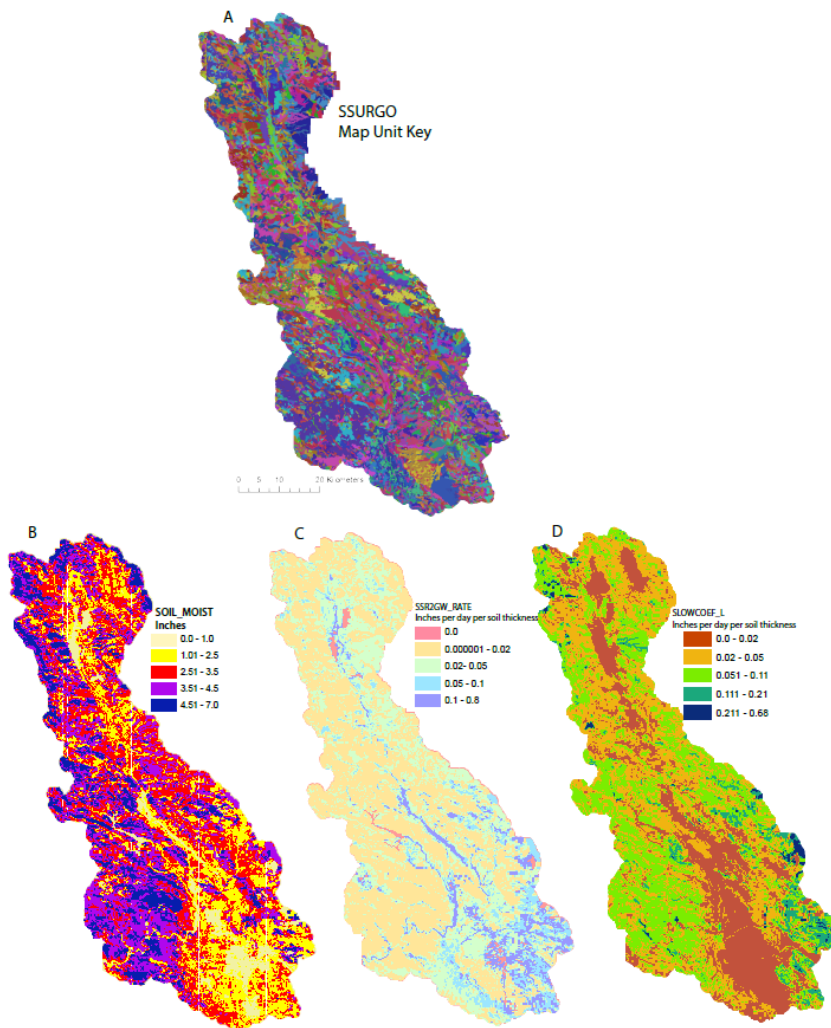 A
SSURGO
Map Unit Key
0 5 10 20 Kilometers
B
SOIL_MOIST
Inches
0.0 - 1.0
1.01 - 2.5
2.51 - 3.5
3.51 - 4.5
4.51 - 7.0
C
SSR2GW_RATE
Inches per day per soil thickness
0.0
0.000001 - 0.02
0.02- 0.05
0.05 - 0.1
0.1 - 0.8
D
SLOWCOEF_L
Inches per day per soil thickness
0.0 - 0.02
0.02 - 0.05
0.051 - 0.11
0.111 - 0.21
0.211 - 0.68